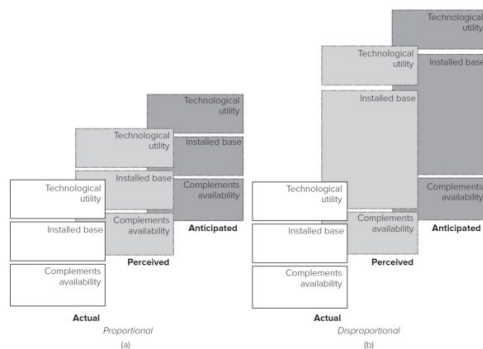 Technological
utility
Installed base
Complements
availability
Anticipated
Technological
utility
Installed base
Complements
availability
Perceived
Technological
utility
Installed base
Complements
availability
Actual
Proportional
(a)
Technological
utility
Installed base
Complements
availability
Anticipated
Technological
utility
Installed base
Complements
availability
Perceived
Technological
utility
Installed base
Complements
availability
Actual
Disproportional
(b)